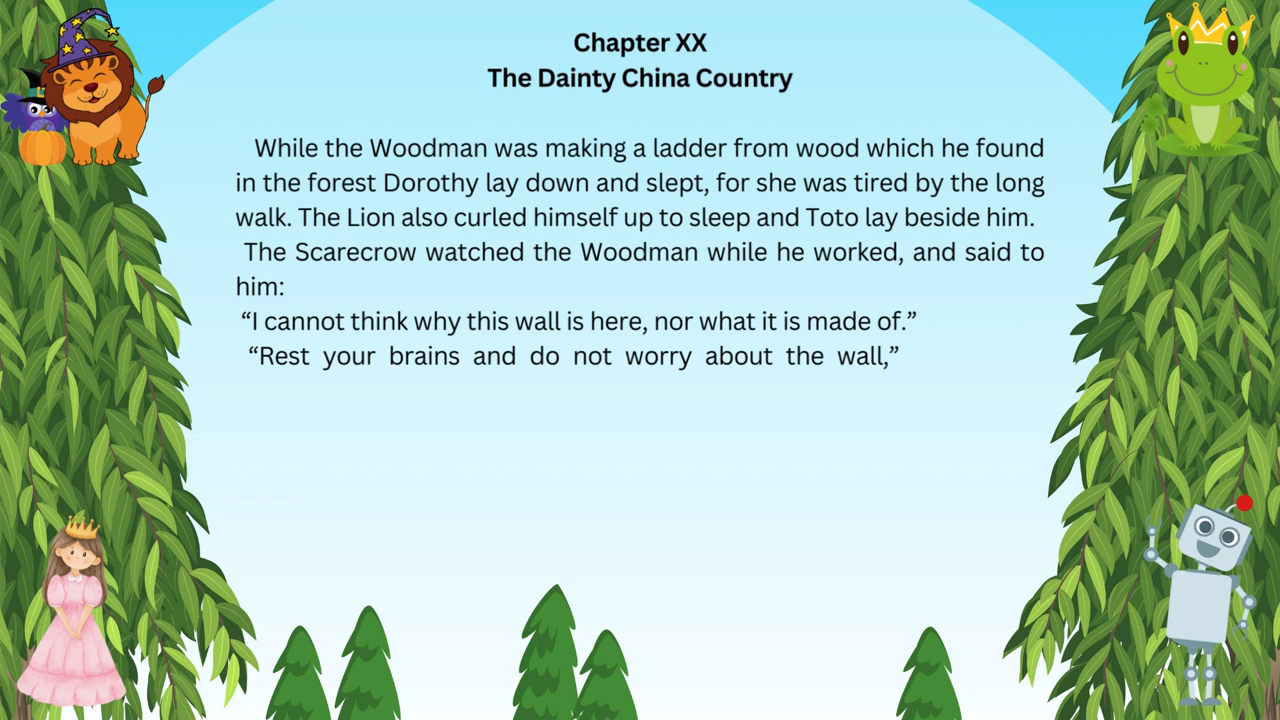 Chapter XX
The Dainty China Country
While the Woodman was making a ladder from wood which he found
in the forest Dorothy lay down and slept, for she was tired by the long
walk. The Lion also curled himself up to sleep and Toto lay beside him.
The Scarecrow watched the Woodman while he worked, and said to
him:
“I cannot think why this wall is here, nor what it is made of.”
“Rest your brains and do not worry about the wall,”